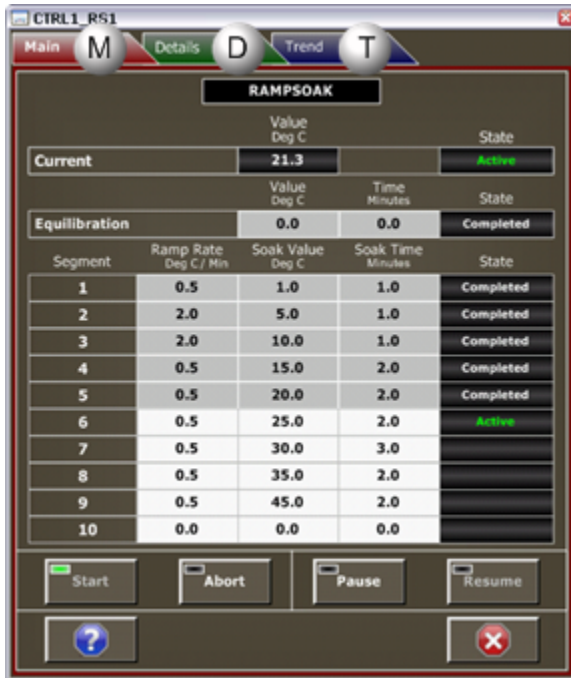 CTRL1_RS1
Main M Details D Trend T
RAMPSOAK
Value
Deg C
State
Current 21.3 Active
Value Time
Deg C Minutes State
Equilibration 0.0 0.0 Completed
Segment Ramp Rate Soak Value Soak Time State
Deg C / Min Deg C Minutes
1 0.5 1.0 1.0 Completed
2 2.0 5.0 1.0 Completed
3 2.0 10.0 1.0 Completed
4 0.5 15.0 2.0 Completed
5 0.5 20.0 2.0 Completed
6 0.5 25.0 2.0 Active
7 0.5 30.0 3.0
8 0.5 35.0 2.0
9 0.5 45.0 2.0
10 0.0 0.0 0.0
Start Abort Pause Resume
?